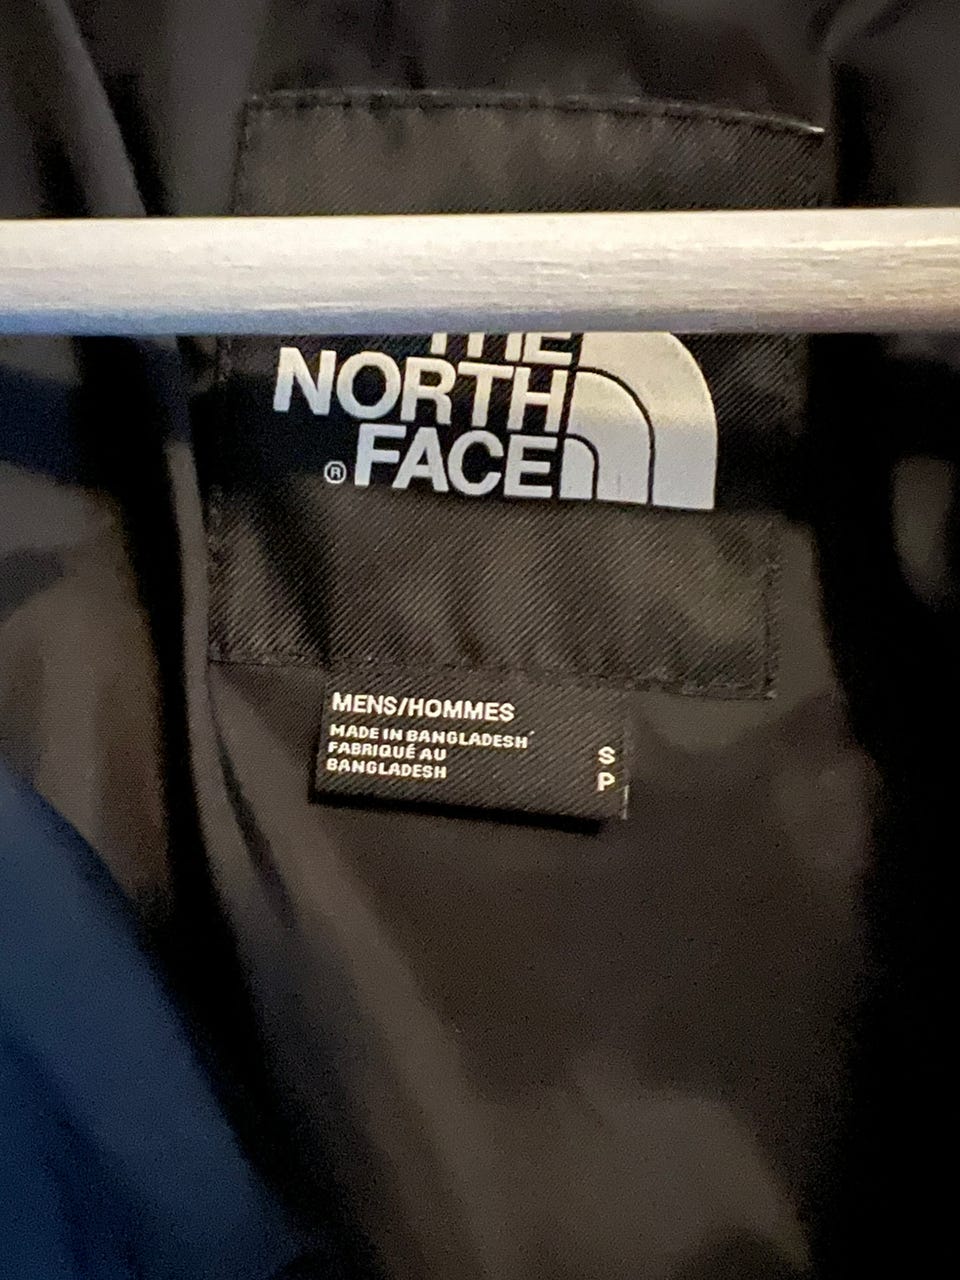 THE
NORTH
® FACE
MENS/HOMMES
MADE IN BANGLADESH
FABRIQUÉ AU
BANGLADESH
S
P